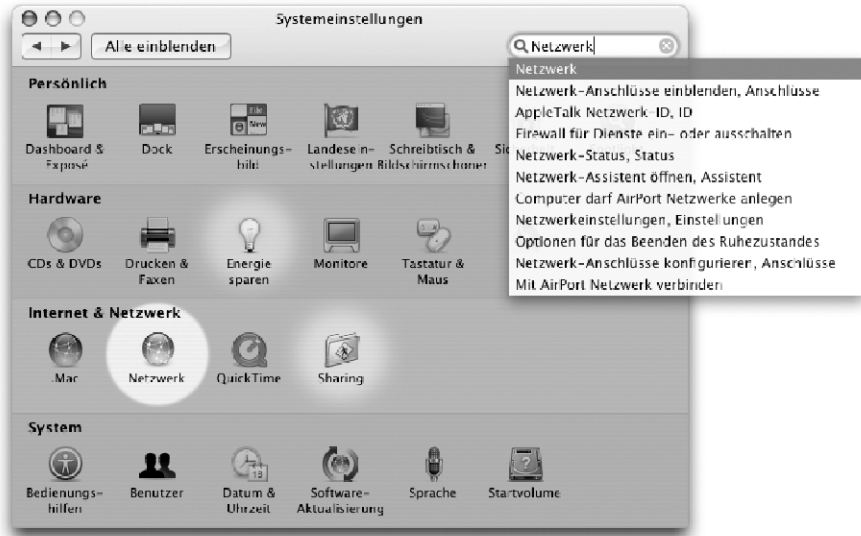 Systemeinstellungen
Alle einblenden
Netzwerk
Netzwerk
Netzwerk-Anschlüsse einblenden, Anschlüsse
AppleTalk Netzwerk-ID, ID
Firewall für Dienste ein- oder ausschalten
Netzwerk-Status, Status
Netzwerk-Assistent öffnen, Assistent
Computer darf AirPort Netzwerke anlegen
Netzwerkeinstellungen, Einstellungen
Optionen für das Beenden des Ruhezustandes
Netzwerk-Anschlüsse konfigurieren, Anschlüsse
Mit AirPort Netzwerk verbinden
Persönlich
Dashboard &
Exposé
Dock
Erscheinungs-
bild
Landesein-
stellungen
Schreibtisch &
Bildschirmschoner
Hardware
CDs & DVDs
Drucken &
Faxen
Energie
sparen
Monitore
Tastatur &
Maus
Internet & Netzwerk
.Mac
Netzwerk
QuickTime
Sharing
System
Bedienungs-
hilfen
Benutzer
Datum &
Uhrzeit
Software-
Aktualisierung
Sprache
Startvolume